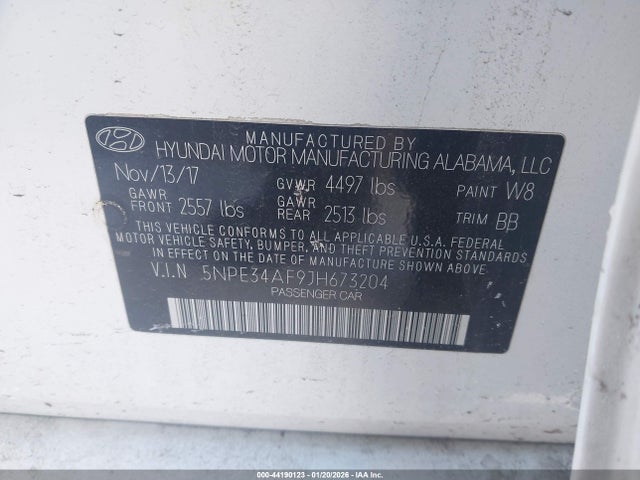 MANUFACTURED BY
HYUNDAI MOTOR MANUFACTURING ALABAMA, LLC
Nov/13/17 GVWR 4497 lbs PAINT W8
GAWR FRONT 2557 lbs GAWR REAR 2513 lbs TRIM BB
THIS VEHICLE CONFORMS TO ALL APPLICABLE U.S.A. FEDERAL
MOTOR VEHICLE SAFETY, BUMPER, AND THEFT PREVENTION STANDARDS
IN EFFECT ON THE DATE OF MANUFACTURE SHOWN ABOVE.
V.I.N 5NPE34AF9JH673204
PASSENGER CAR
000-44190123 - 01/20/2026 - IAA Inc.